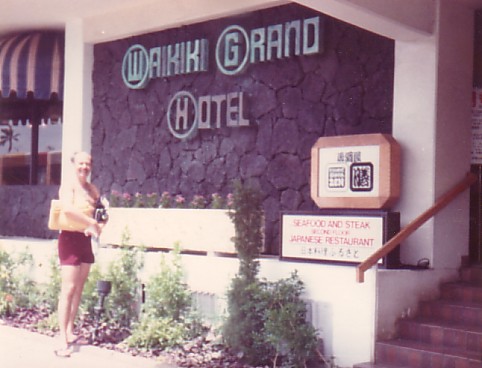 WAIKIKI GRAND
HOTEL
SEAFOOD AND STEAK
SECOND FLOOR
JAPANESE RESTAURANT